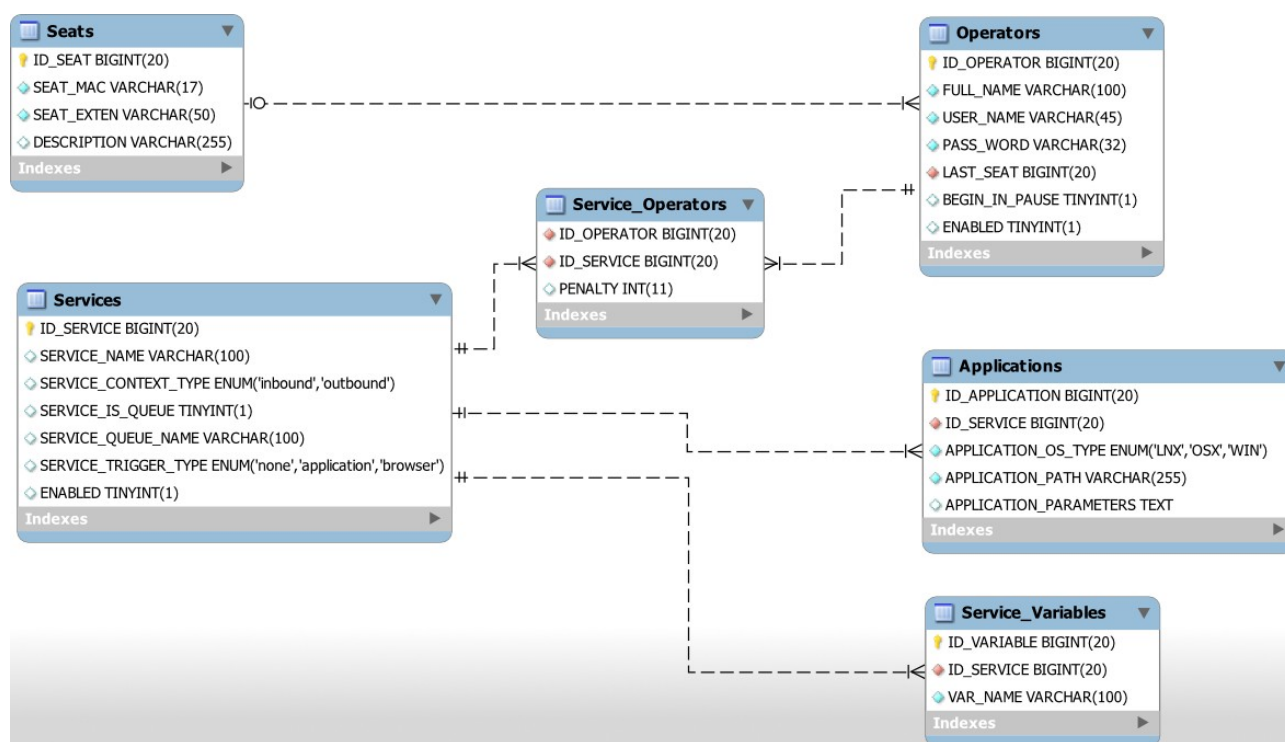 Seats
ID_SEAT BIGINT(20)
SEAT_MAC VARCHAR(17)
SEAT_EXTEN VARCHAR(50)
DESCRIPTION VARCHAR(255)
Indexes
Operators
ID_OPERATOR BIGINT(20)
FULL_NAME VARCHAR(100)
USER_NAME VARCHAR(45)
PASS_WORD VARCHAR(32)
LAST_SEAT BIGINT(20)
BEGIN_IN_PAUSE TINYINT(1)
ENABLED TINYINT(1)
Indexes
Service_Operators
ID_OPERATOR BIGINT(20)
ID_SERVICE BIGINT(20)
PENALTY INT(11)
Indexes
Services
ID_SERVICE BIGINT(20)
SERVICE_NAME VARCHAR(100)
SERVICE_CONTEXT_TYPE ENUM('inbound','outbound')
SERVICE_IS_QUEUE TINYINT(1)
SERVICE_QUEUE_NAME VARCHAR(100)
SERVICE_TRIGGER_TYPE ENUM('none','application','browser')
ENABLED TINYINT(1)
Indexes
Applications
ID_APPLICATION BIGINT(20)
ID_SERVICE BIGINT(20)
APPLICATION_OS_TYPE ENUM('LNX','OSX','WIN')
APPLICATION_PATH VARCHAR(255)
APPLICATION_PARAMETERS TEXT
Indexes
Service_Variables
ID_VARIABLE BIGINT(20)
ID_SERVICE BIGINT(20)
VAR_NAME VARCHAR(100)
Indexes